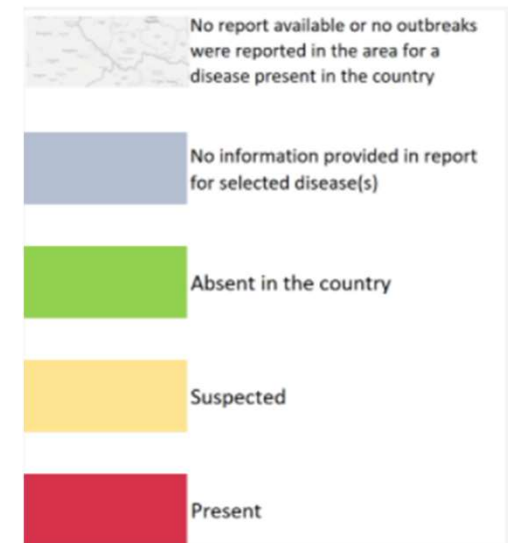 No report available or no outbreaks
were reported in the area for a
disease present in the country
No information provided in report
for selected disease(s)
Absent in the country
Suspected
Present